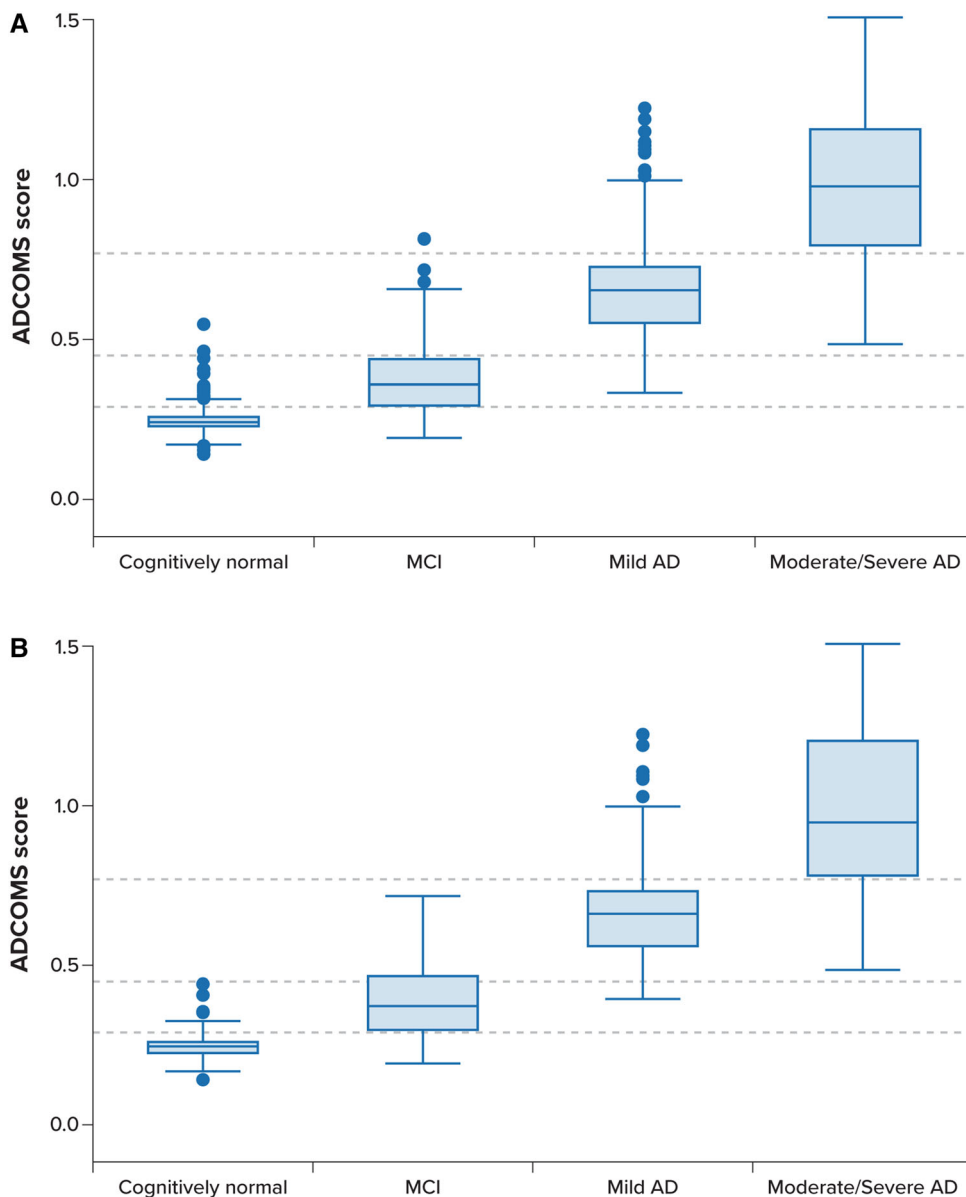 A
1.5
1.0
0.5
0.0
ADCOMS score
Cognitively normal
MCI
Mild AD
Moderate/Severe AD
B
1.5
1.0
0.5
0.0
ADCOMS score
Cognitively normal
MCI
Mild AD
Moderate/Severe AD